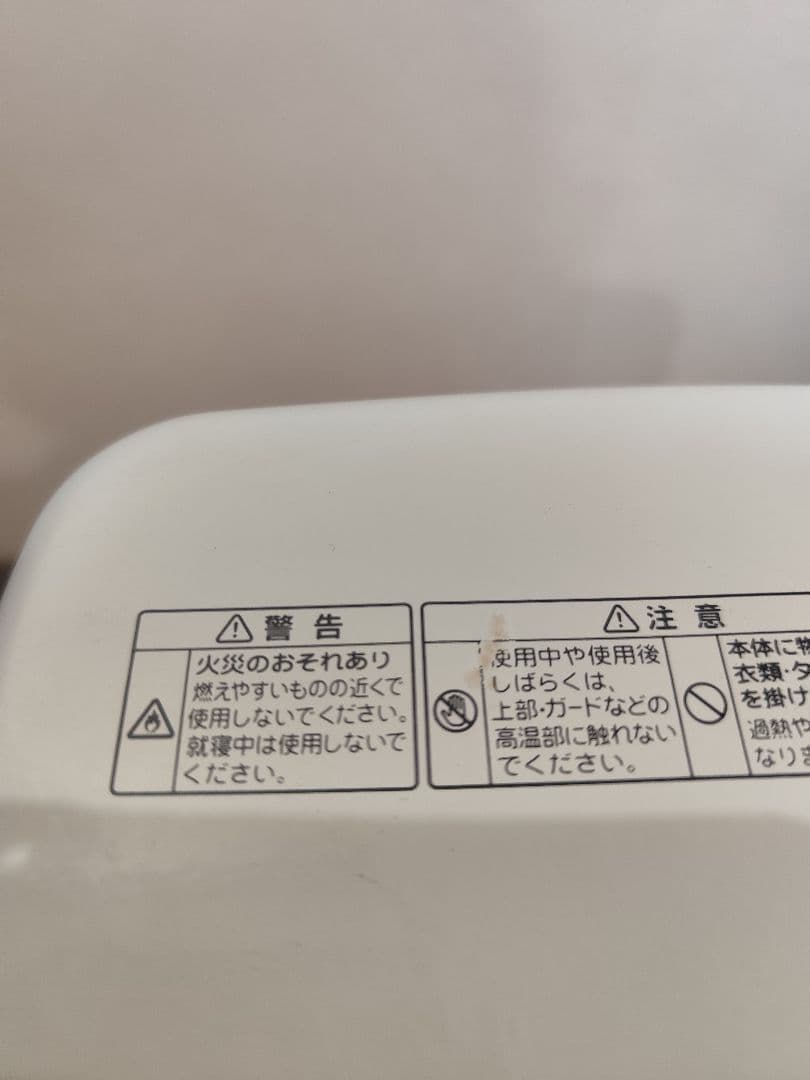 警告
火災のおそれあり
燃えやすいものの近くで
使用しないでください。
就寝中は使用しないで
ください。
注意
使用中や使用後
しばらくは、
上部・ガードなどの
高温部に触れない
でください。
本体に物
衣類・タ
を掛け
過熱や
なりま